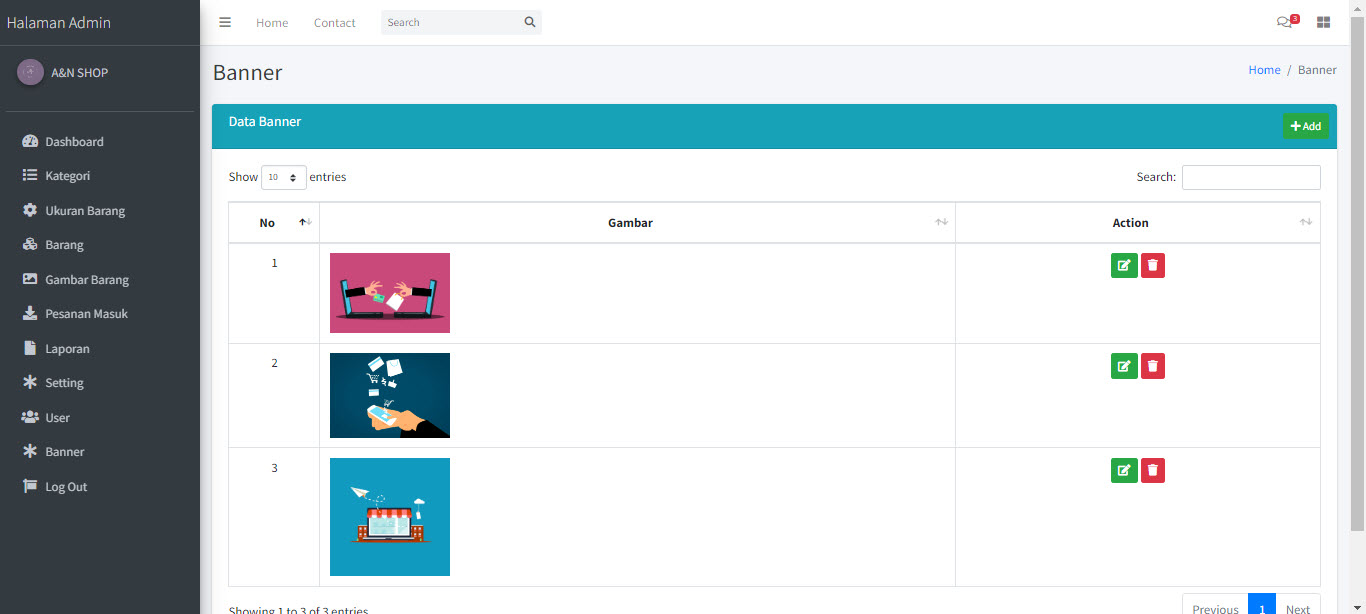 Halaman Admin
Home
Contact
Search
3
A&N SHOP
Banner
Home / Banner
Data Banner
Add
Dashboard
Kategori
Ukuran Barang
Barang
Gambar Barang
Pesanan Masuk
Laporan
Setting
User
Banner
Log Out
Show 10 entries
Search:
No Gambar Action
1
2
3
Showing 1 to 3 of 3 entries
Previous 1 Next